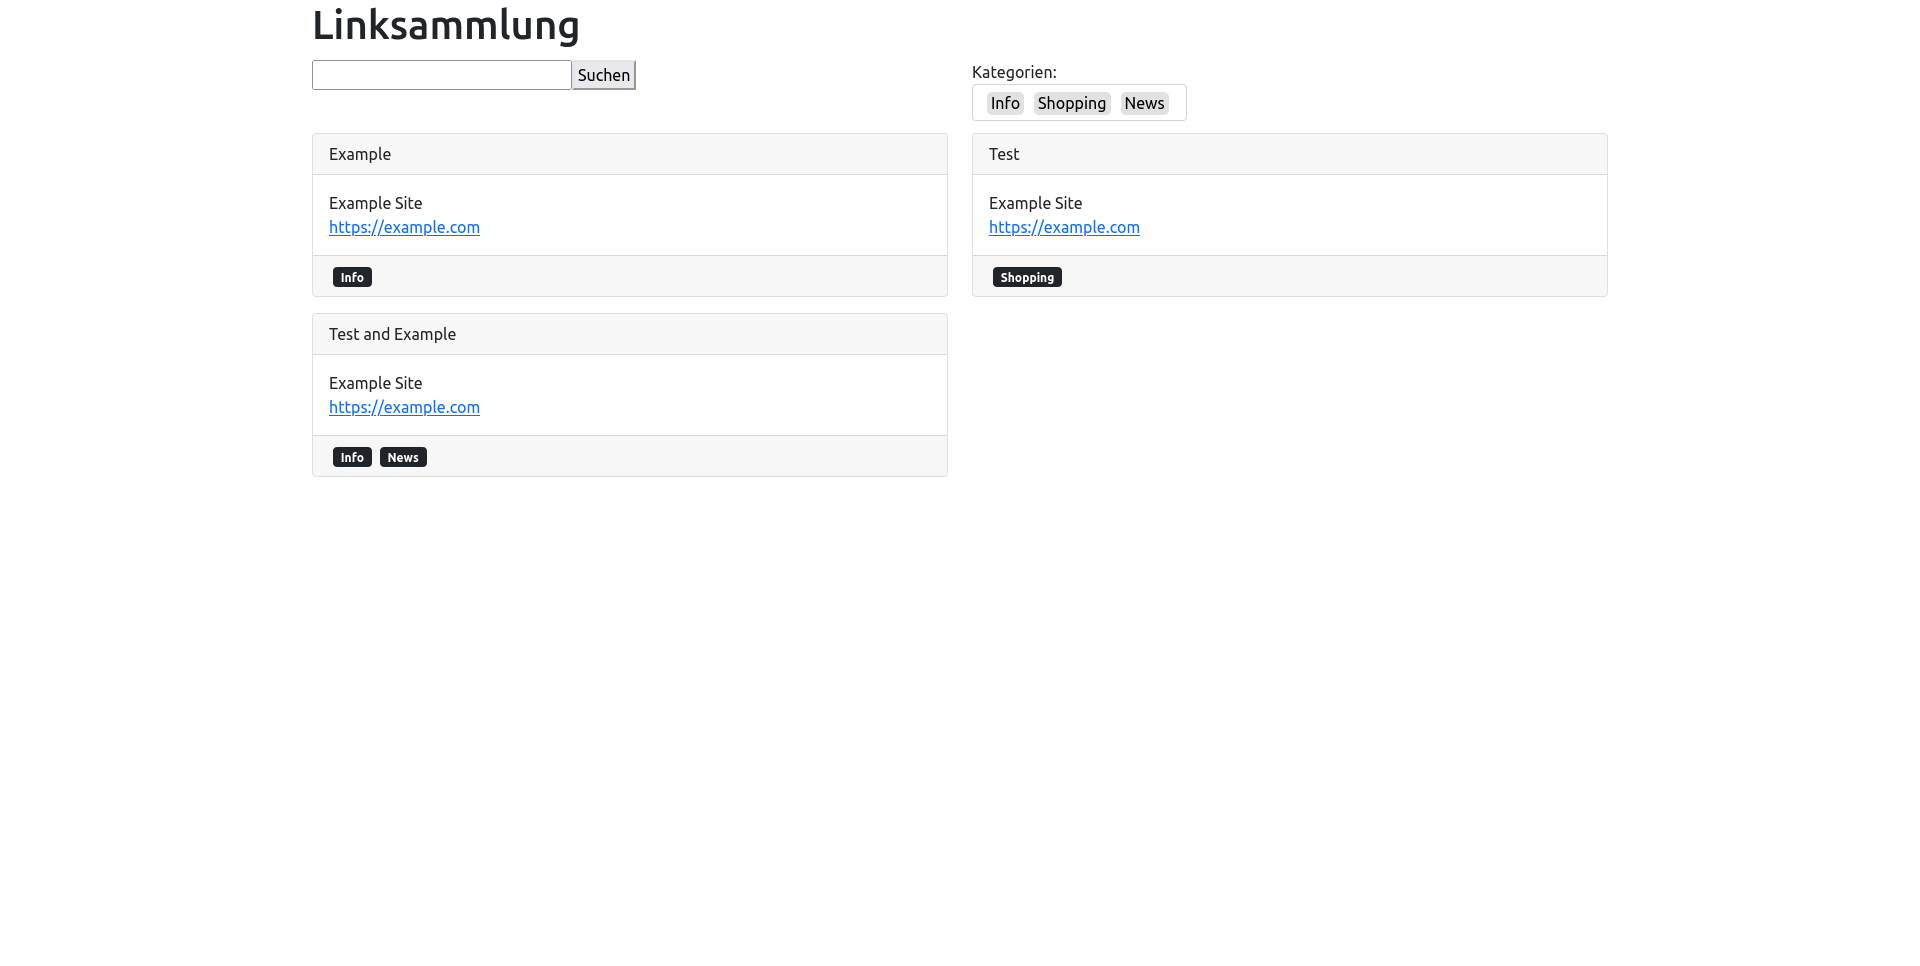 Linksammlung
Suchen
Kategorien:
Info Shopping News
Example
Example Site
https://example.com
Info
Test
Example Site
https://example.com
Shopping
Test and Example
Example Site
https://example.com
Info News